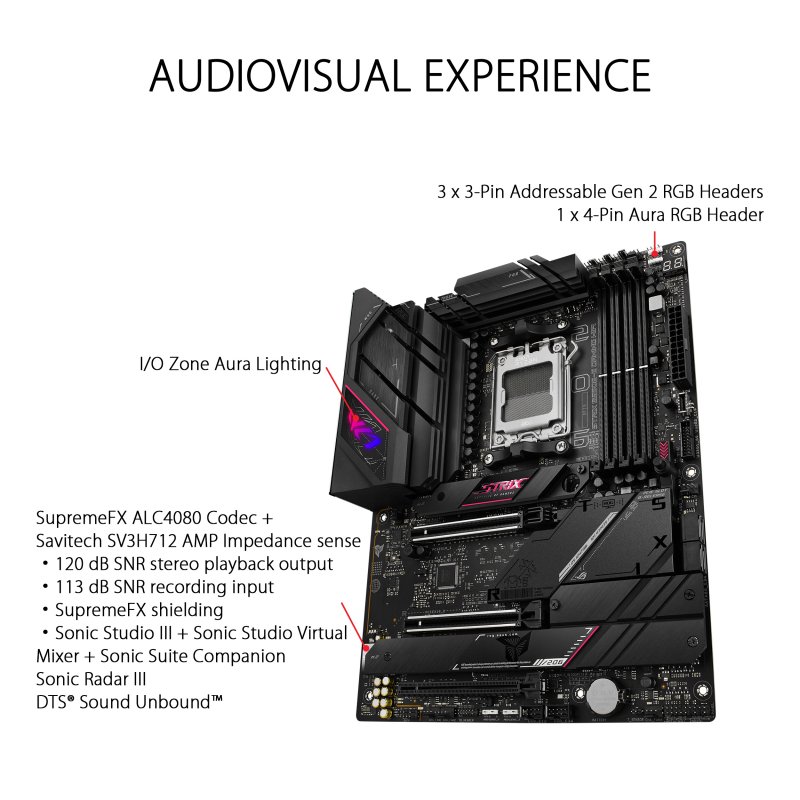 AUDIOVISUAL EXPERIENCE
3 x 3-Pin Addressable Gen 2 RGB Headers
1 x 4-Pin Aura RGB Header
I/O Zone Aura Lighting
SupremeFX ALC4080 Codec +
Savitech SV3H712 AMP Impedance sense
• 120 dB SNR stereo playback output
• 113 dB SNR recording input
• SupremeFX shielding
• Sonic Studio III + Sonic Studio Virtual
Mixer + Sonic Suite Companion
Sonic Radar III
DTS® Sound Unbound™
STRIX